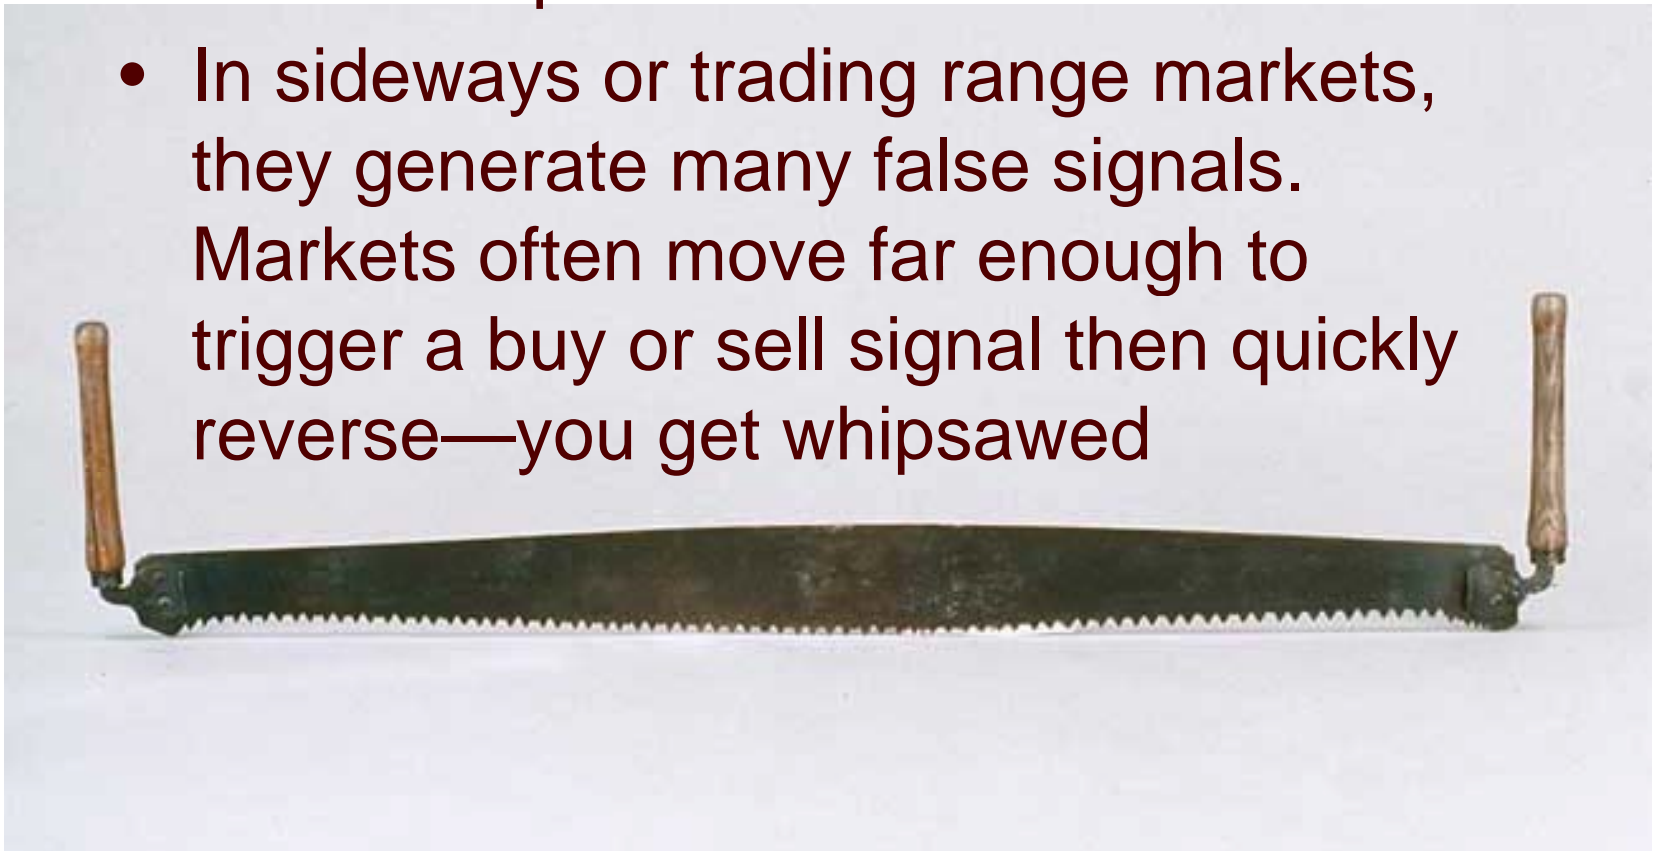 • In sideways or trading range markets,
they generate many false signals.
Markets often move far enough to
trigger a buy or sell signal then quickly
reverse—you get whipsawed